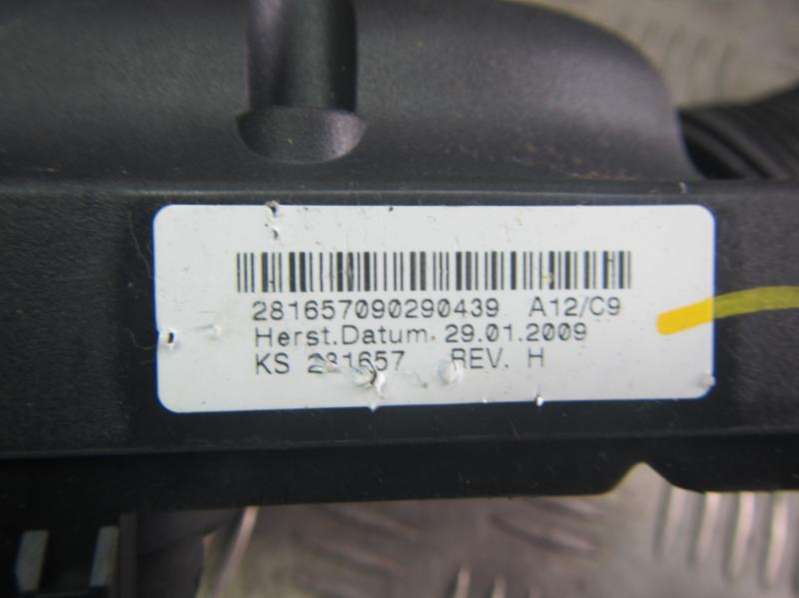 281657090290439 A12/C9
Herst.Datum. 29.01.2009
KS 281657 REV. H